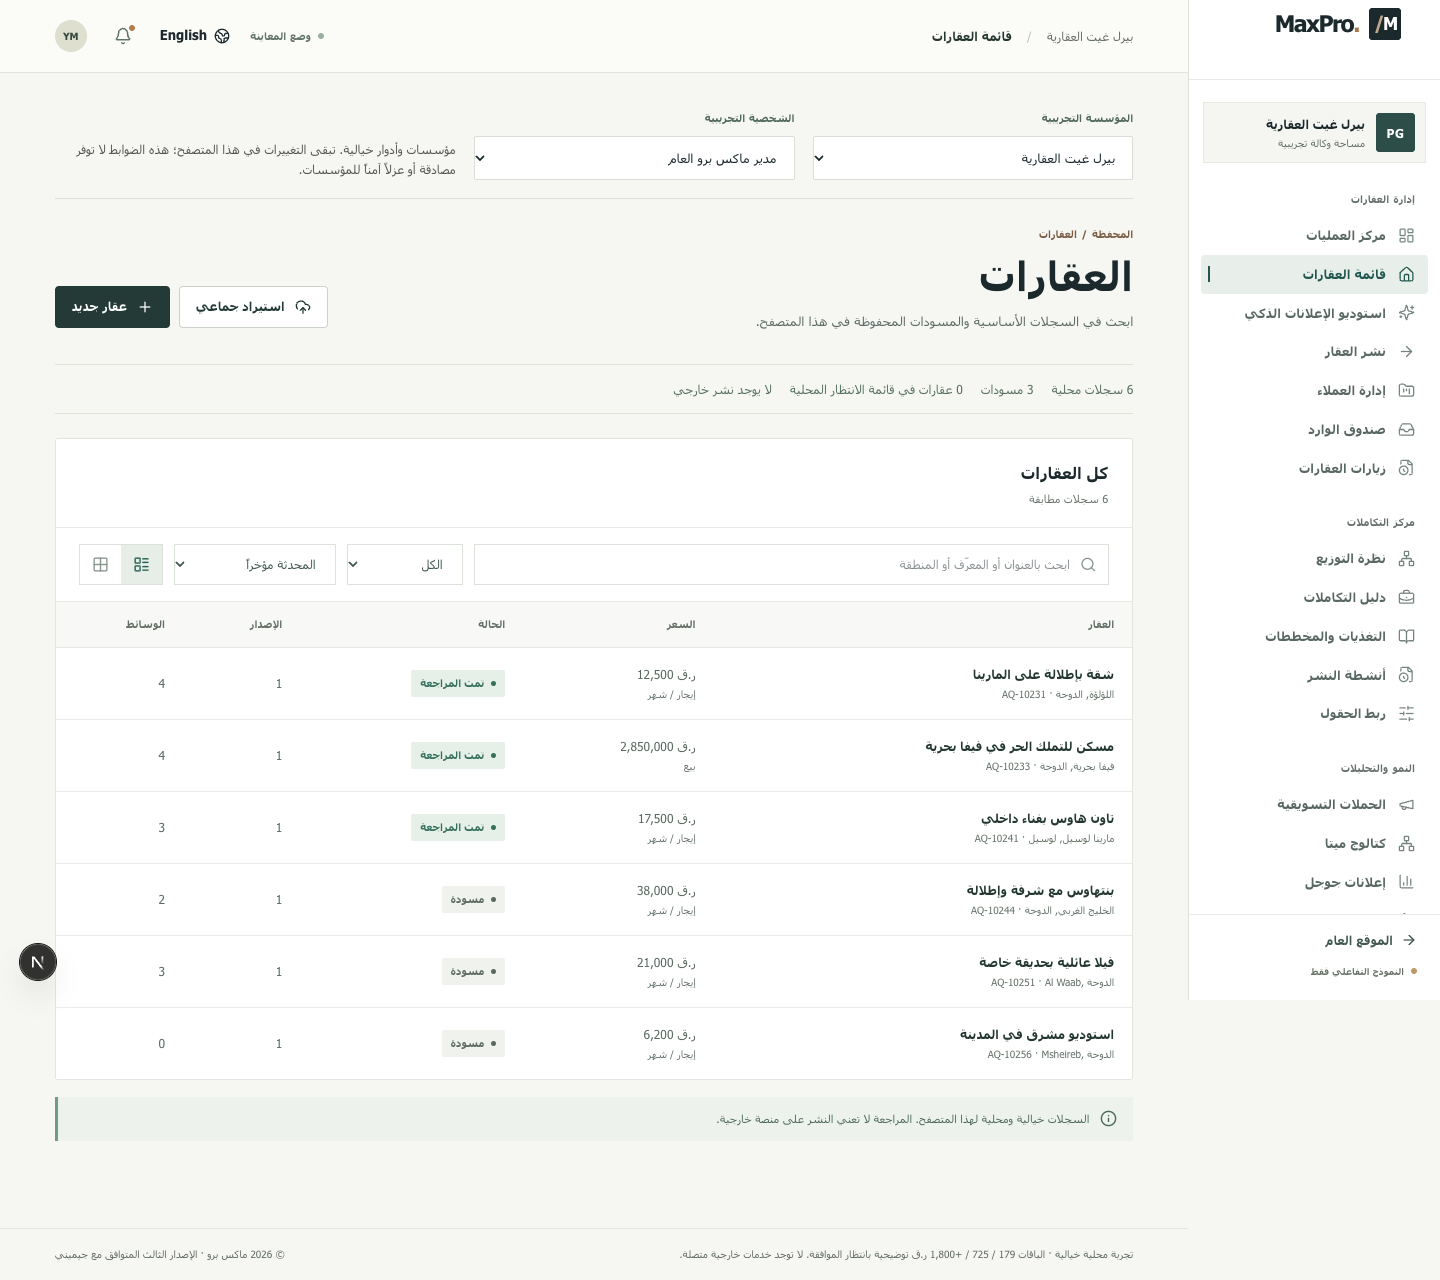 MaxPro. /M
PG
بيرل غيت العقارية
مساحة وكالة تجريبية
إدارة العقارات
مركز العمليات
قائمة العقارات
استوديو الإعلانات الذكي
نشر العقار
إدارة العملاء
صندوق الوارد
زيارات العقارات
مركز التكاملات
نظرة التوزيع
دليل التكاملات
التغذيات والمخططات
أنشطة النشر
ربط الحقول
النمو والتحليلات
الحملات التسويقية
كتالوج ميتا
إعلانات جوجل
الموقع العام
النموذج التفاعلي فقط
بيرل غيت العقارية / قائمة العقارات
وضع المعاينة
English
YM
المؤسسة التجريبية
بيرل غيت العقارية
الشخصية التجريبية
مدير ماكس برو العام
مؤسسات وأدوار خيالية. تبقى التغييرات في هذا المتصفح؛ هذه الضوابط لا توفر
مصادقة أو عزلاً آمناً للمؤسسات.
المحفظة / العقارات
العقارات
ابحث في السجلات الأساسية والمسودات المحفوظة في هذا المتصفح.
استيراد جماعي
عقار جديد
6 سجلات محلية 3 مسودات 0 عقارات في قائمة الانتظار المحلية لا يوجد نشر خارجي
كل العقارات
6 سجلات مطابقة
ابحث بالعنوان أو المعرّف أو المنطقة
الكل
المحدثة مؤخراً
العقار السعر الحالة الإصدار الوسائط
شقة بإطلالة على المارينا ر.ق 12,500 تمت المراجعة 1 4
اللؤلؤة, الدوحة · AQ-10231 إيجار / شهر
مسكن للتملك الحر في فيفا بحرية ر.ق 2,850,000 تمت المراجعة 1 4
فيفا بحرية, الدوحة · AQ-10233 بيع
تاون هاوس بفناء داخلي ر.ق 17,500 تمت المراجعة 1 3
مارينا لوسيل, لوسيل · AQ-10241 إيجار / شهر
بنتهاوس مع شرفة وإطلالة ر.ق 38,000 مسودة 1 2
الخليج الغربي, الدوحة · AQ-10244 إيجار / شهر
فيلا عائلية بحديقة خاصة ر.ق 21,000 مسودة 1 3
الدوحة ,Al Waab · AQ-10251 إيجار / شهر
استوديو مشرق في المدينة ر.ق 6,200 مسودة 1 0
الدوحة ,Msheireb · AQ-10256 إيجار / شهر
السجلات خيالية ومحلية لهذا المتصفح. المراجعة لا تعني النشر على منصة خارجية.
N
تجربة محلية خيالية · الباقات 179 / 725 / +1,800 ر.ق توضيحية بانتظار الموافقة. لا توجد خدمات خارجية متصلة.
© 2026 ماكس برو · الإصدار الثالث المتوافق مع جيميني